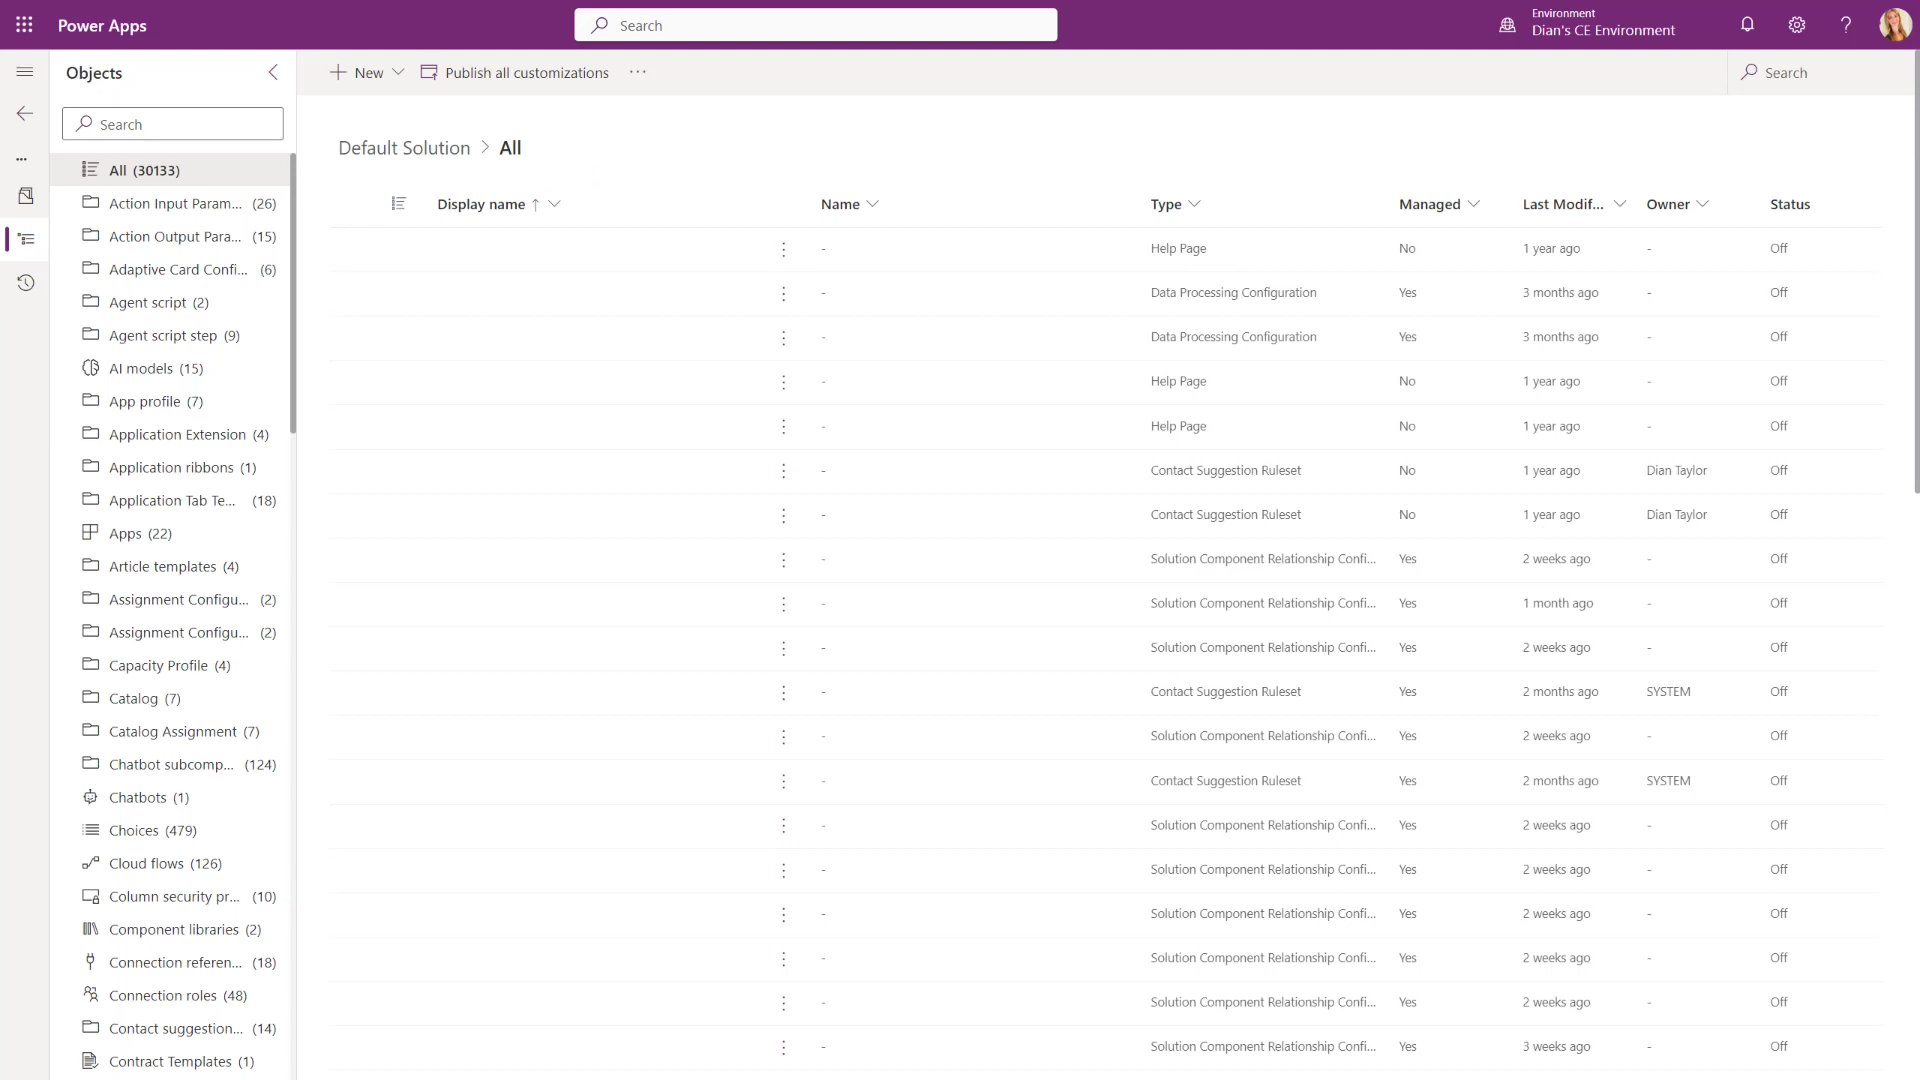 Power Apps
Search
Environment
Dian's CE Environment
Objects
New
Publish all customizations
Search
Search
All (30133)
Action Input Param... (26)
Action Output Para... (15)
Adaptive Card Confi... (6)
Agent script (2)
Agent script step (9)
AI models (15)
App profile (7)
Application Extension (4)
Application ribbons (1)
Application Tab Te... (18)
Apps (22)
Article templates (4)
Assignment Configu... (2)
Assignment Configu... (2)
Capacity Profile (4)
Catalog (7)
Catalog Assignment (7)
Chatbot subcomp... (124)
Chatbots (1)
Choices (479)
Cloud flows (126)
Column security pr... (10)
Component libraries (2)
Connection referen... (18)
Connection roles (48)
Contact suggestion... (14)
Contract Templates (1)
Default Solution > All
Display name ↑ Name Type Managed Last Modif... Owner Status
- Help Page No 1 year ago - Off
- Data Processing Configuration Yes 3 months ago - Off
- Data Processing Configuration Yes 3 months ago - Off
- Help Page No 1 year ago - Off
- Help Page No 1 year ago - Off
- Contact Suggestion Ruleset No 1 year ago Dian Taylor Off
- Contact Suggestion Ruleset No 1 year ago Dian Taylor Off
- Solution Component Relationship Confi... Yes 2 weeks ago - Off
- Solution Component Relationship Confi... Yes 1 month ago - Off
- Solution Component Relationship Confi... Yes 2 weeks ago - Off
- Contact Suggestion Ruleset Yes 2 months ago SYSTEM Off
- Solution Component Relationship Confi... Yes 2 weeks ago - Off
- Contact Suggestion Ruleset Yes 2 months ago SYSTEM Off
- Solution Component Relationship Confi... Yes 2 weeks ago - Off
- Solution Component Relationship Confi... Yes 2 weeks ago - Off
- Solution Component Relationship Confi... Yes 2 weeks ago - Off
- Solution Component Relationship Confi... Yes 2 weeks ago - Off
- Solution Component Relationship Confi... Yes 2 weeks ago - Off
- Solution Component Relationship Confi... Yes 3 weeks ago - Off